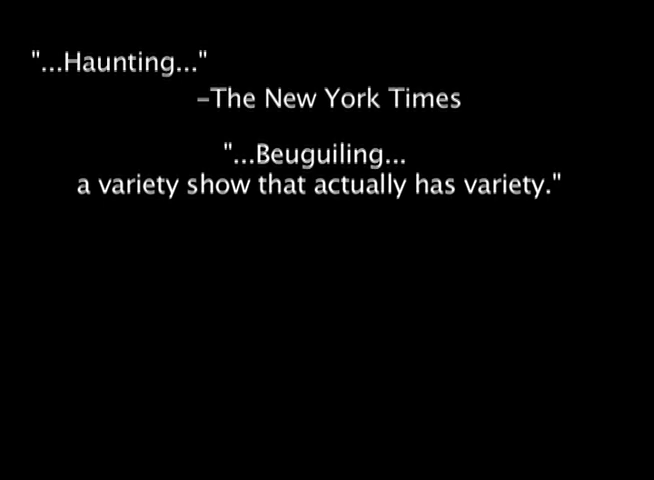 "...Haunting..."
–The New York Times
"...Beuguiling...
a variety show that actually has variety."